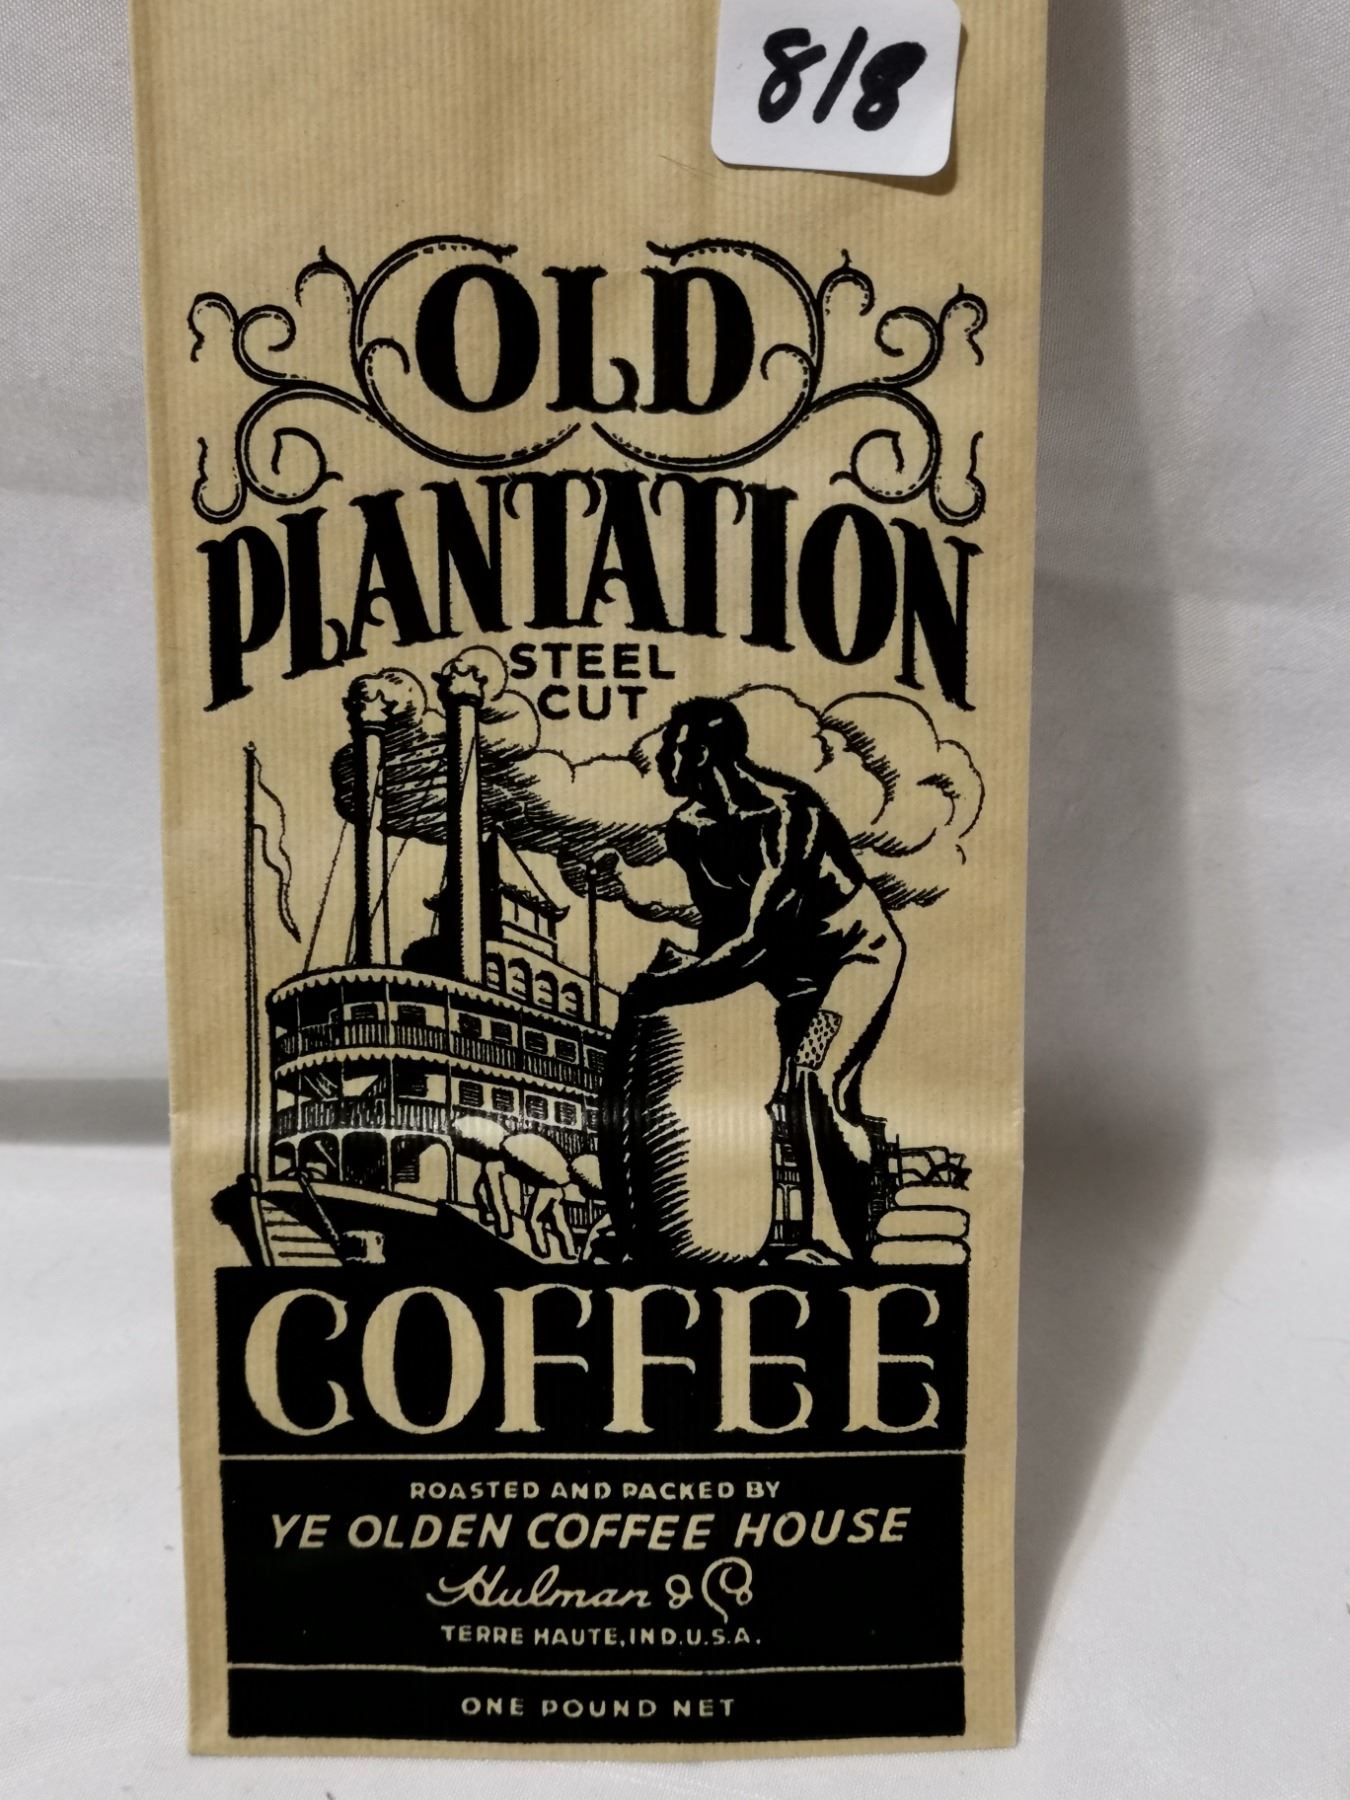 818
OLD
PLANTATION
STEEL
CUT
COFFEE
ROASTED AND PACKED BY
YE OLDEN COFFEE HOUSE
Hulman & Co
TERRE HAUTE, IND. U.S.A.
ONE POUND NET